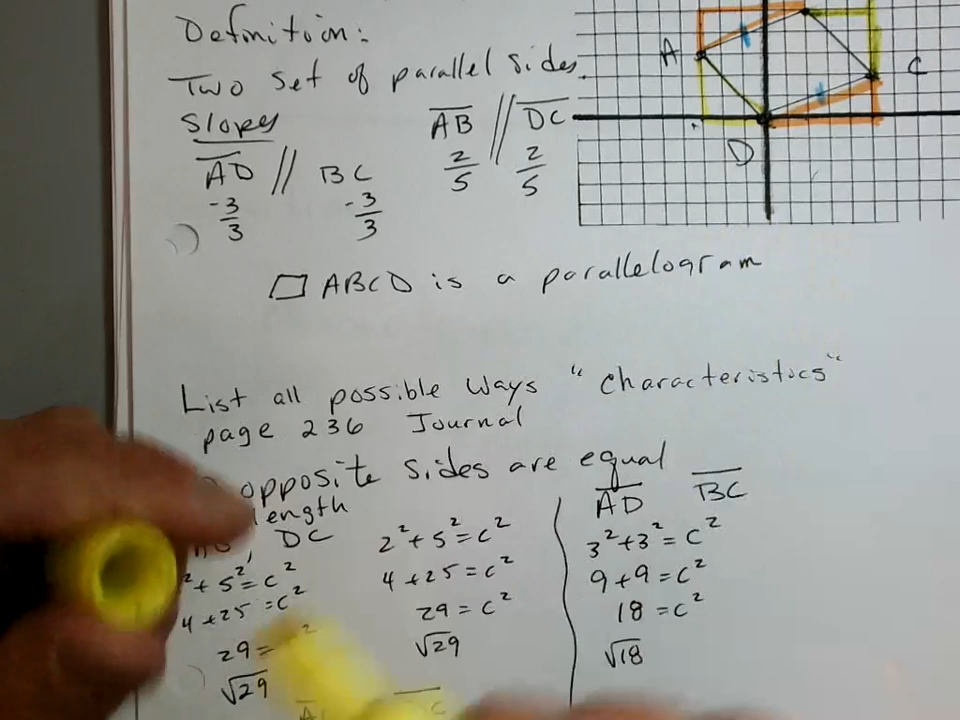 Definition:
Two set of parallel sides.
Slopes
AD // BC
-3/3 -3/3
AB // DC
2/5 2/5
A
C
D
▱ ABCD is a parallelogram
List all possible ways "characteristics"
page 236 Journal
opposite sides are equal
length
DC
² + 5² = c²
4 + 25 = c²
29 =
√29
2² + 5² = c²
4 + 25 = c²
29 = c²
√29
AD BC
3² + 3² = c²
9 + 9 = c²
18 = c²
√18